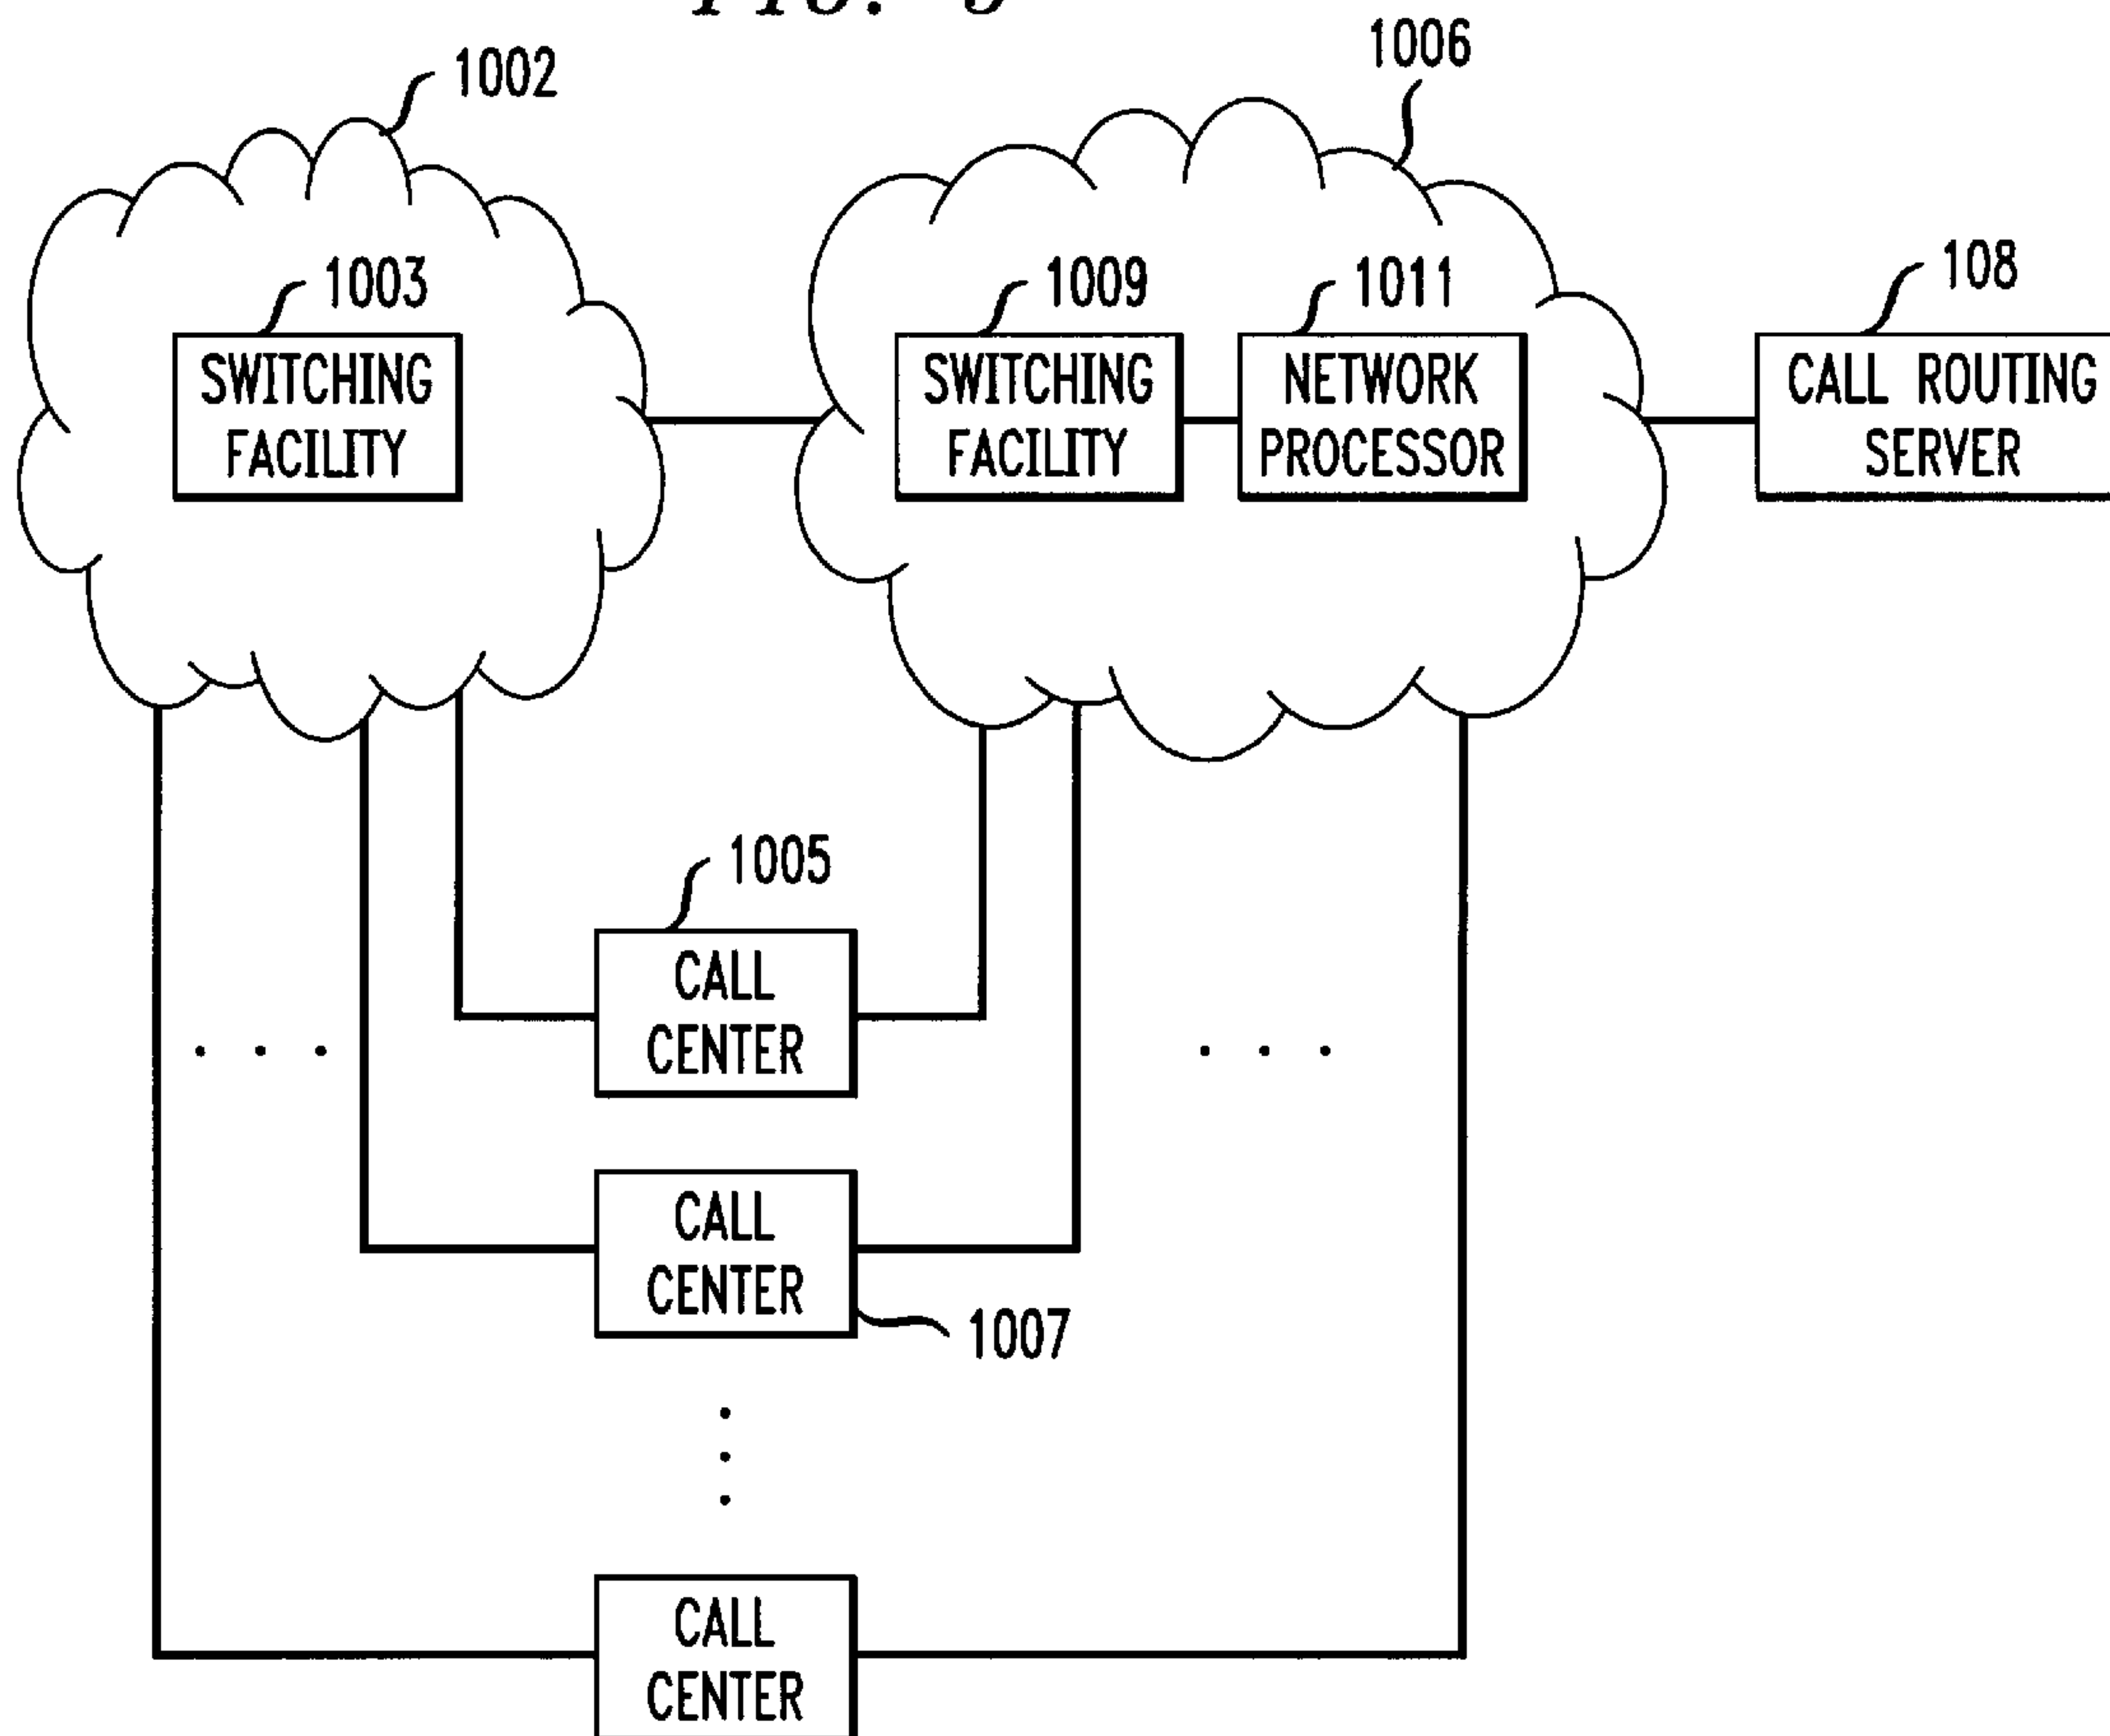 1002
1006
1003
1009
1011
108
SWITCHING
FACILITY
SWITCHING
FACILITY
NETWORK
PROCESSOR
CALL ROUTING
SERVER
1005
CALL
CENTER
. . .
. . .
CALL
CENTER
1007
CALL
CENTER